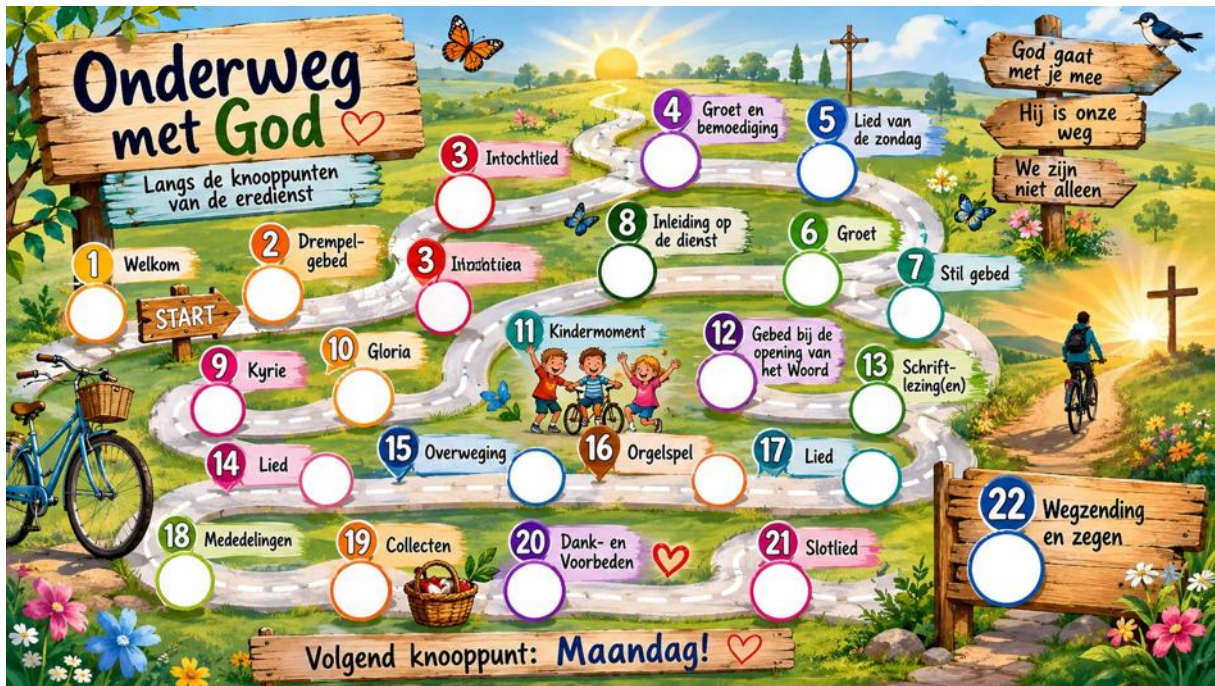 Onderweg
met God
Langs de knooppunten
van de eredienst
God gaat
met je mee
Hij is onze
weg
We zijn
niet alleen
START
1 Welkom
2 Drempel-
gebed
3 Intochtlied
4 Groet en
bemoediging
5 Lied van
de zondag
3
8 Inleiding op
de dienst
6 Groet
7 Stil gebed
9 Kyrie
10 Gloria
11 Kindermoment
12 Gebed bij de
opening van
het Woord
13 Schrift-
lezing(en)
14 Lied
15 Overweging
16 Orgelspel
17 Lied
18 Mededelingen
19 Collecten
20 Dank- en
Voorbeden
21 Slotlied
22 Wegzending
en zegen
Volgend knooppunt: Maandag!